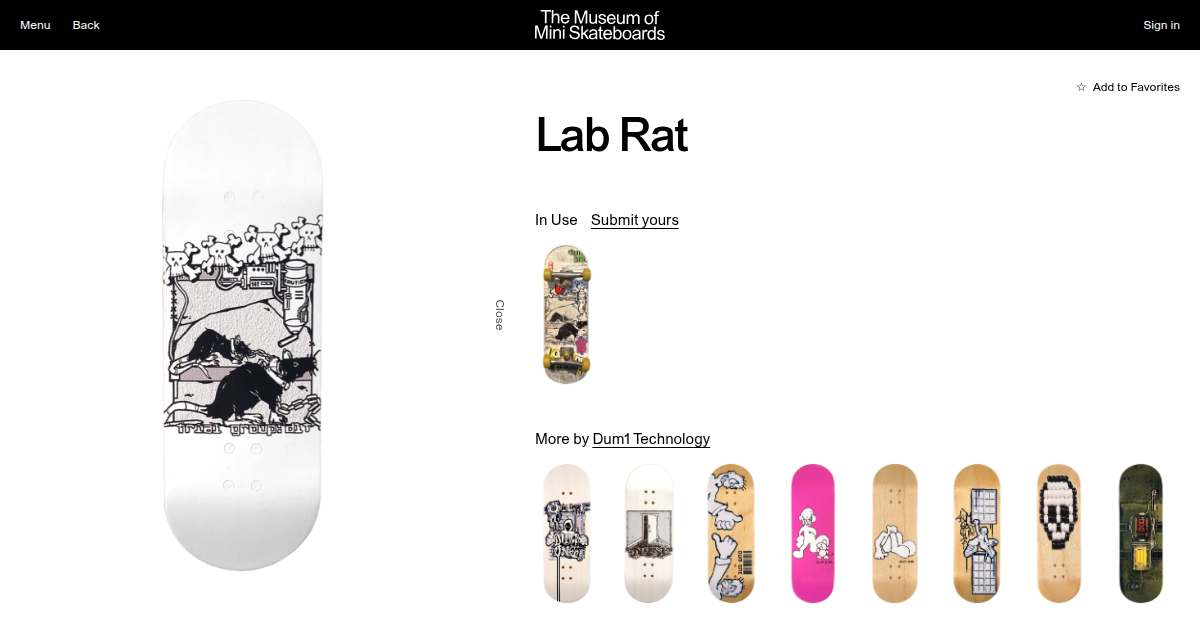 Menu
Back
The Museum of
Mini Skateboards
Sign in
☆ Add to Favorites
Lab Rat
In Use
Submit yours
Close
More by Dum1 Technology